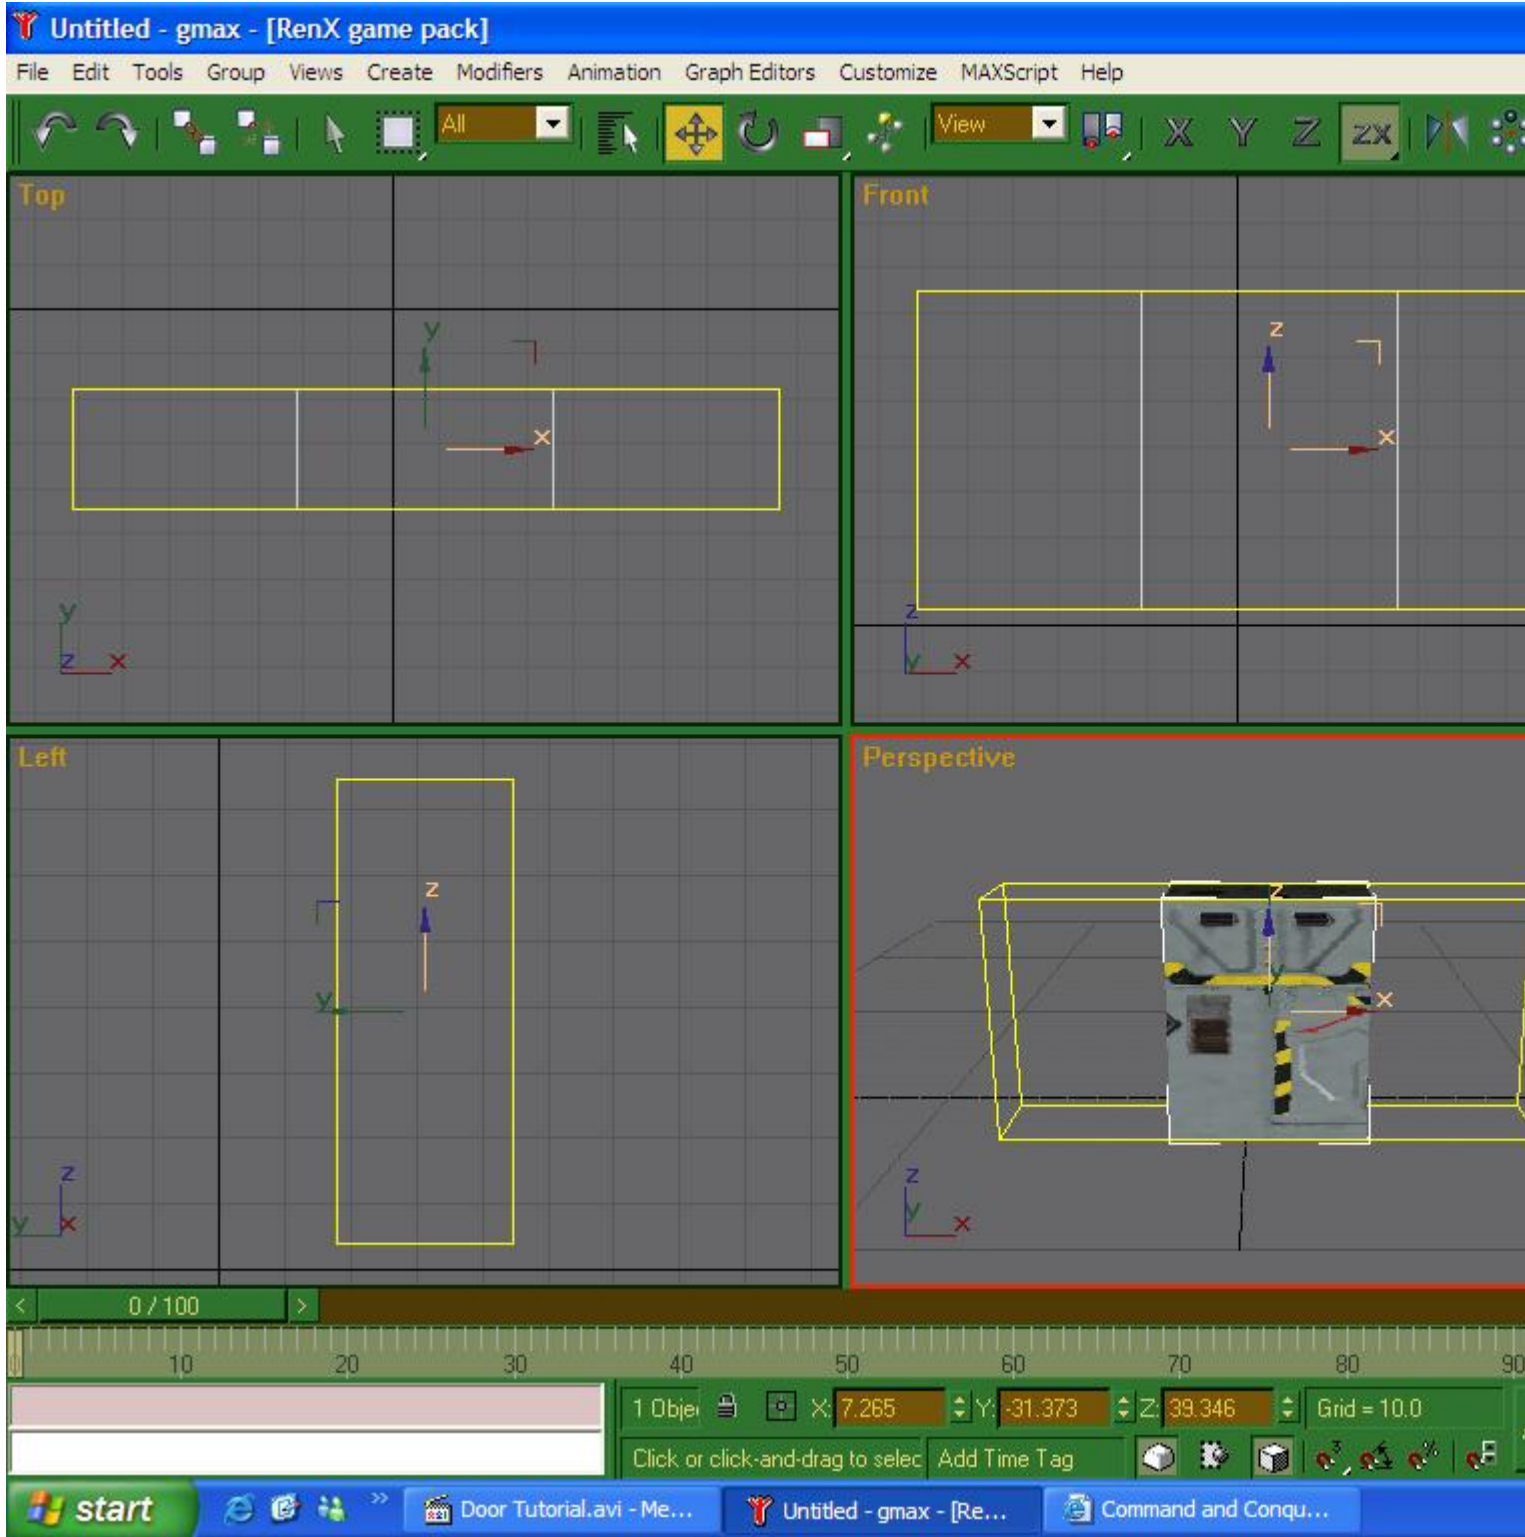 Untitled - gmax - [RenX game pack]
File Edit Tools Group Views Create Modifiers Animation Graph Editors Customize MAXScript Help
All View X Y Z ZX
Top
y
x
y
z x
Front
z
x
z
y x
Left
z
y
z
y x
Perspective
z
y
x
z
y x
< 0 / 100 >
0 10 20 30 40 50 60 70 80 90
1 Obje X: 7.265 Y: -31.373 Z: 39.346 Grid = 10.0
Click or click-and-drag to selec Add Time Tag
start » Door Tutorial.avi - Me... Untitled - gmax - [Re... Command and Conqu...